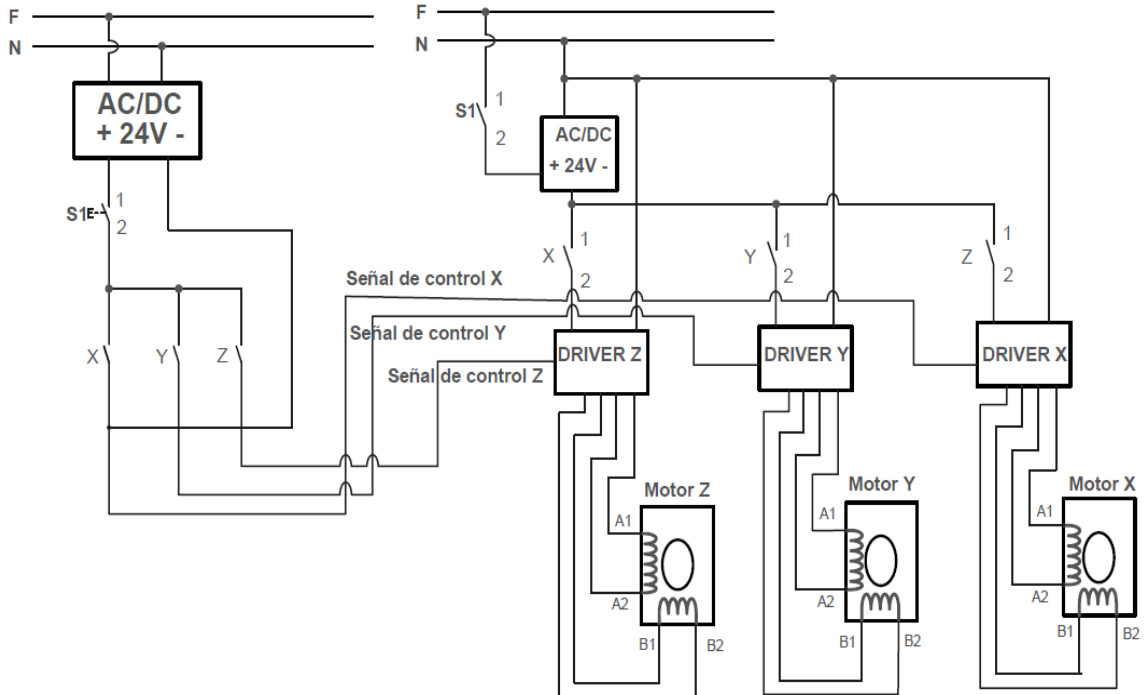 F
N
AC/DC
+ 24V -
S1E
1
2
X
Y
Z
F
N
S1
1
2
AC/DC
+ 24V -
X
1
2
Y
1
2
Z
1
2
Señal de control X
Señal de control Y
Señal de control Z
DRIVER Z
DRIVER Y
DRIVER X
Motor Z
A1
A2
B1
B2
Motor Y
A1
A2
B1
B2
Motor X
A1
A2
B1
B2